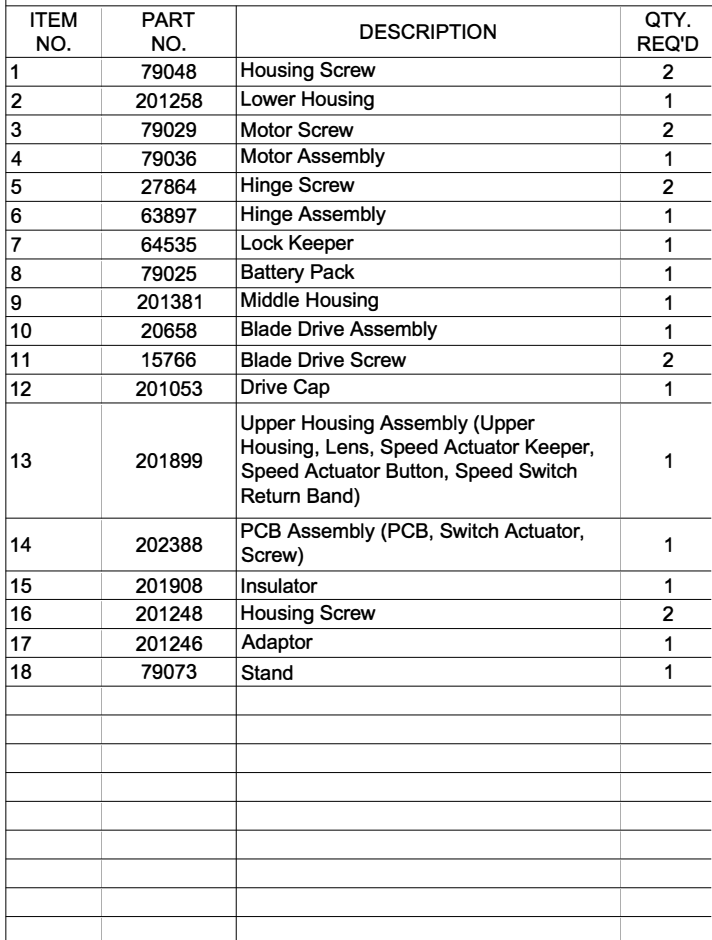 ITEM NO. PART NO. DESCRIPTION QTY. REQ'D
1 79048 Housing Screw 2
2 201258 Lower Housing 1
3 79029 Motor Screw 2
4 79036 Motor Assembly 1
5 27864 Hinge Screw 2
6 63897 Hinge Assembly 1
7 64535 Lock Keeper 1
8 79025 Battery Pack 1
9 201381 Middle Housing 1
10 20658 Blade Drive Assembly 1
11 15766 Blade Drive Screw 2
12 201053 Drive Cap 1
13 201899 Upper Housing Assembly (Upper
Housing, Lens, Speed Actuator Keeper,
Speed Actuator Button, Speed Switch
Return Band) 1
14 202388 PCB Assembly (PCB, Switch Actuator,
Screw) 1
15 201908 Insulator 1
16 201248 Housing Screw 2
17 201246 Adaptor 1
18 79073 Stand 1